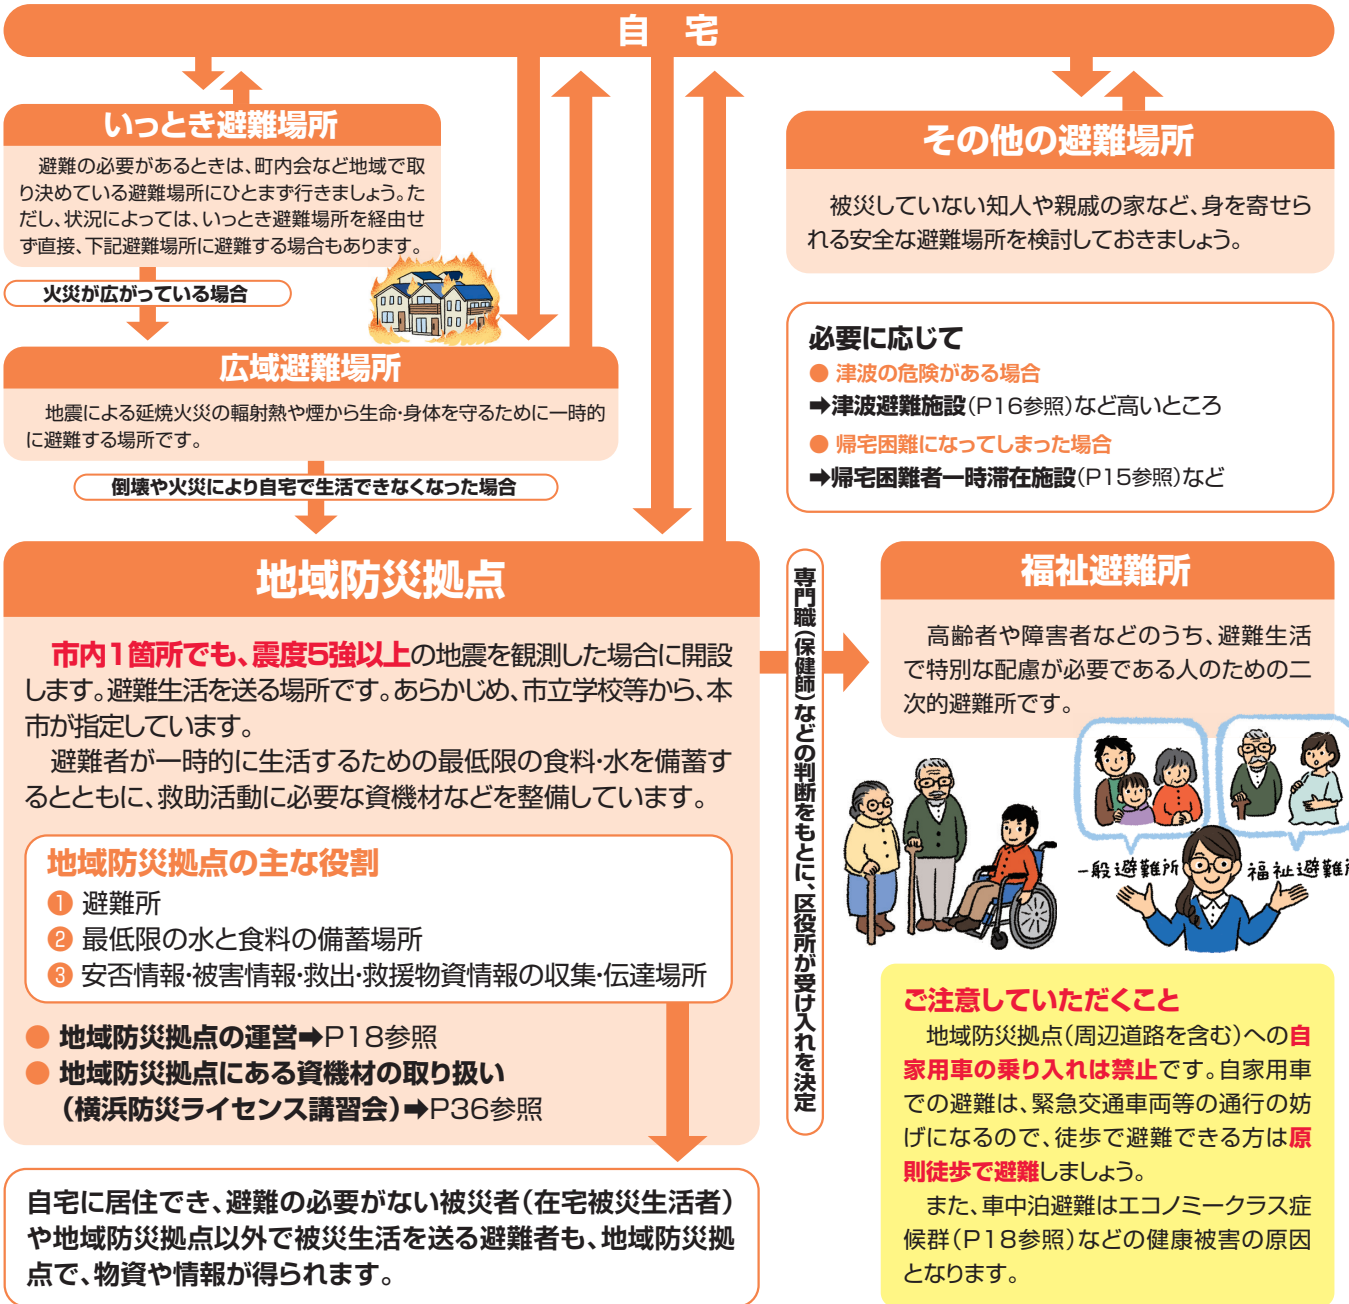 自 宅
いっとき避難場所
避難の必要があるときは、町内会など地域で取
り決めている避難場所にひとまず行きましょう。た
だし、状況によっては、いっとき避難場所を経由せ
ず直接、下記避難場所に避難する場合もあります。
火災が広がっている場合
広域避難場所
地震による延焼火災の輻射熱や煙から生命・身体を守るために一時的
に避難する場所です。
倒壊や火災により自宅で生活できなくなった場合
その他の避難場所
被災していない知人や親戚の家など、身を寄せら
れる安全な避難場所を検討しておきましょう。
必要に応じて
● 津波の危険がある場合
➡津波避難施設(P16参照)など高いところ
● 帰宅困難になってしまった場合
➡帰宅困難者一時滞在施設(P15参照)など
地域防災拠点
市内1箇所でも、震度5強以上の地震を観測した場合に開設
します。避難生活を送る場所です。あらかじめ、市立学校等から、本
市が指定しています。
避難者が一時的に生活するための最低限の食料・水を備蓄す
るとともに、救助活動に必要な資機材などを整備しています。
地域防災拠点の主な役割
❶ 避難所
❷ 最低限の水と食料の備蓄場所
❸ 安否情報・被害情報・救出・救援物資情報の収集・伝達場所
● 地域防災拠点の運営➡P18参照
● 地域防災拠点にある資機材の取り扱い
(横浜防災ライセンス講習会)➡P36参照
自宅に居住でき、避難の必要がない被災者(在宅被災生活者)
や地域防災拠点以外で被災生活を送る避難者も、地域防災拠
点で、物資や情報が得られます。
専門職(保健師)などの判断をもとに、区役所が受け入れを決定
福祉避難所
高齢者や障害者などのうち、避難生活
で特別な配慮が必要である人のための二
次的避難所です。
一般避難所
福祉避難所
ご注意していただくこと
地域防災拠点(周辺道路を含む)への自
家用車の乗り入れは禁止です。自家用車
での避難は、緊急交通車両等の通行の妨
げになるので、徒歩で避難できる方は原
則徒歩で避難しましょう。
また、車中泊避難はエコノミークラス症
候群(P18参照)などの健康被害の原因
となります。